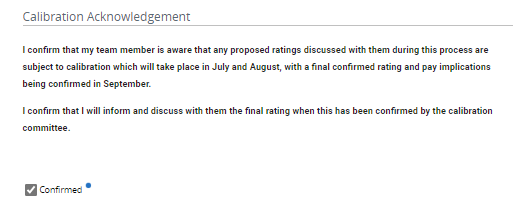 Calibration Acknowledgement
I confirm that my team member is aware that any proposed ratings discussed with them during this process are
subject to calibration which will take place in July and August, with a final confirmed rating and pay implications
being confirmed in September.
I confirm that I will inform and discuss with them the final rating when this has been confirmed by the calibration
committee.
Confirmed